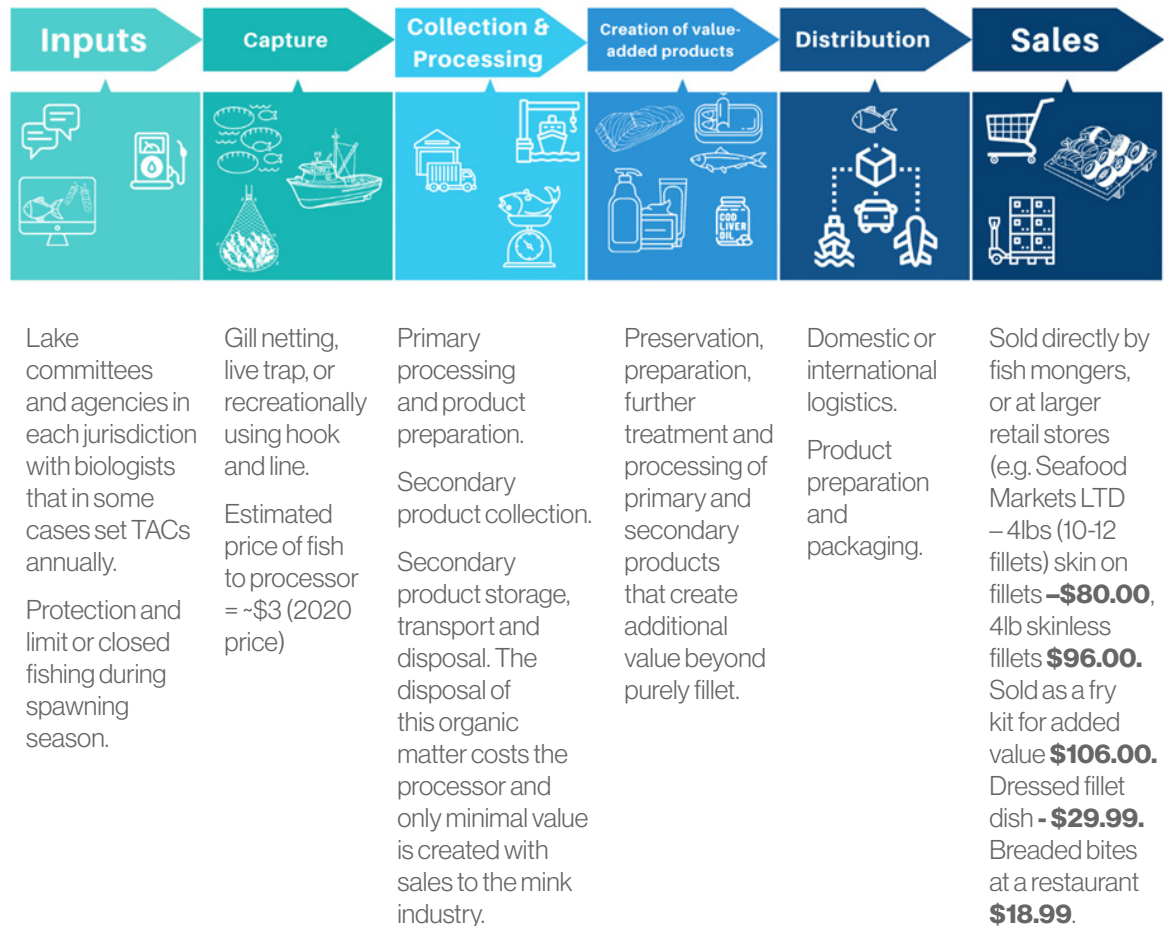 Inputs
Capture
Collection &
Processing
Creation of value-
added products
Distribution
Sales
COD
LIVER
OIL
Lake
committees
and agencies in
each jurisdiction
with biologists
that in some
cases set TACs
annually.
Protection and
limit or closed
fishing during
spawning
season.
Gill netting,
live trap, or
recreationally
using hook
and line.
Estimated
price of fish
to processor
= ~$3 (2020
price)
Primary
processing
and product
preparation.
Secondary
product collection.
Secondary
product storage,
transport and
disposal. The
disposal of
this organic
matter costs the
processor and
only minimal value
is created with
sales to the mink
industry.
Preservation,
preparation,
further
treatment and
processing of
primary and
secondary
products
that create
additional
value beyond
purely fillet.
Domestic or
international
logistics.
Product
preparation
and
packaging.
Sold directly by
fish mongers,
or at larger
retail stores
(e.g. Seafood
Markets LTD
– 4lbs (10-12
fillets) skin on
fillets –$80.00,
4lb skinless
fillets $96.00.
Sold as a fry
kit for added
value $106.00.
Dressed fillet
dish - $29.99.
Breaded bites
at a restaurant
$18.99.